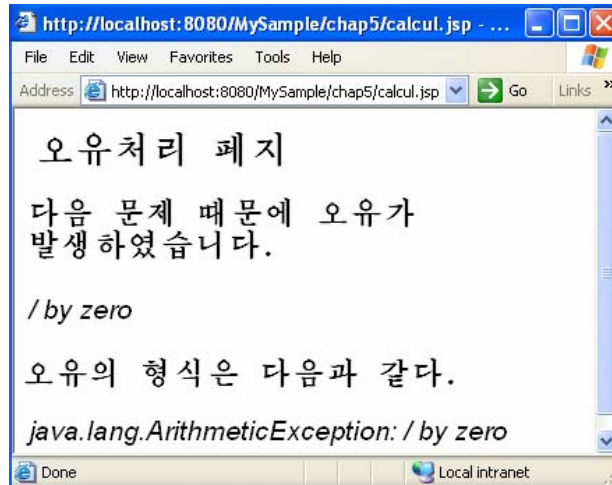 http://localhost:8080/MySample/chap5/calcul.jsp - ...
File Edit View Favorites Tools Help
Address http://localhost:8080/MySample/chap5/calcul.jsp Go Links »
오유처리 페지
다음 문제 때문에 오유가
발생하였습니다.
/ by zero
오유의 형식은 다음과 같다.
java.lang.ArithmeticException: / by zero
Done Local intranet